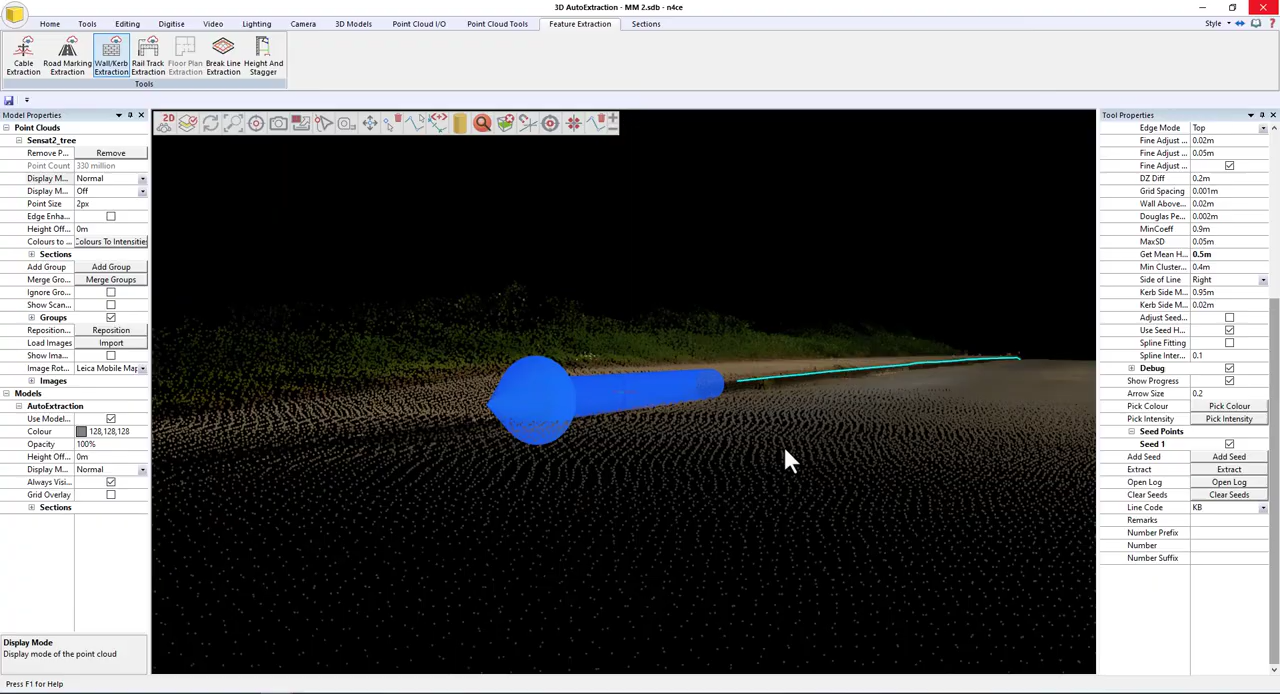 3D AutoExtraction - MM 2.sdb - n4ce
Home Tools Editing Digitise Video Lighting Camera 3D Models Point Cloud I/O Point Cloud Tools Feature Extraction Sections
Style
Cable Extraction
Road Marking Extraction
Wall/Kerb Extraction
Rail Track Extraction
Floor Plan Extraction
Break Line Extraction
Height And Stagger
Tools
Model Properties
Point Clouds
Sensat2_tree
Remove P... Remove
Point Count 330 million
Display M... Normal
Display M... Off
Point Size 2px
Edge Enha...
Height Off... 0m
Colours to ... Colours To Intensities
Sections
Add Group Add Group
Merge Gro... Merge Groups
Ignore Gro...
Show Scan...
Groups
Reposition... Reposition
Load Images Import
Show Ima...
Image Rot... Leica Mobile Map
Images
Models
AutoExtraction
Use Model...
Colour 128,128,128
Opacity 100%
Height Off... 0m
Display M... Normal
Always Visi...
Grid Overlay
Sections
Display Mode
Display mode of the point cloud
Press F1 for Help
2D
Tool Properties
Edge Mode Top
Fine Adjust ... 0.02m
Fine Adjust ... 0.05m
Fine Adjust ...
DZ Diff 0.2m
Grid Spacing 0.001m
Wall Above... 0.02m
Douglas Pe... 0.002m
MinCoeff 0.9m
MaxSD 0.05m
Get Mean H... 0.5m
Min Cluster... 0.4m
Side of Line Right
Kerb Side M... 0.95m
Kerb Side M... 0.02m
Adjust Seed...
Use Seed H...
Spline Fitting
Spline Inter... 0.1
Debug
Show Progress
Arrow Size 0.2
Pick Colour Pick Colour
Pick Intensity Pick Intensity
Seed Points
Seed 1
Add Seed Add Seed
Extract Extract
Open Log Open Log
Clear Seeds Clear Seeds
Line Code KB
Remarks
Number Prefix
Number
Number Suffix